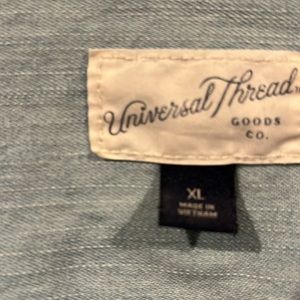 Universal Thread
GOODS
CO.
XL
MADE IN
VIETNAM